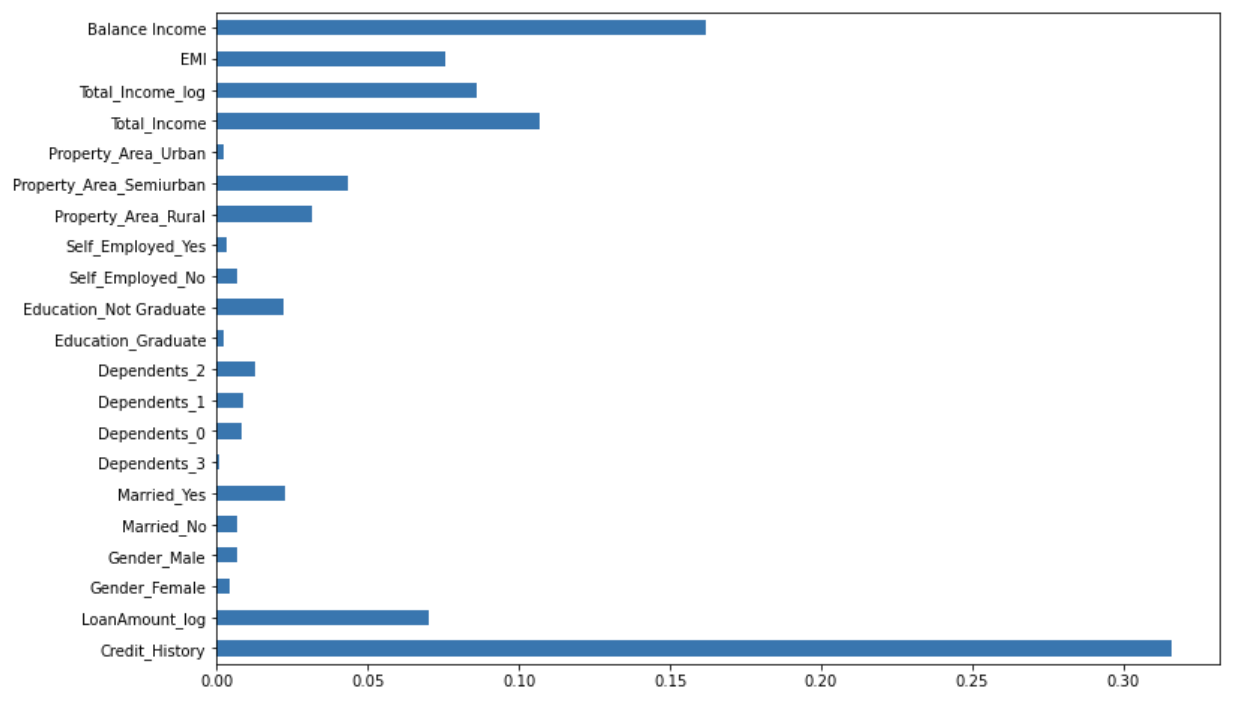 Balance Income
EMI
Total_Income_log
Total_Income
Property_Area_Urban
Property_Area_Semiurban
Property_Area_Rural
Self_Employed_Yes
Self_Employed_No
Education_Not Graduate
Education_Graduate
Dependents_2
Dependents_1
Dependents_0
Dependents_3
Married_Yes
Married_No
Gender_Male
Gender_Female
LoanAmount_log
Credit_History
0.00 0.05 0.10 0.15 0.20 0.25 0.30